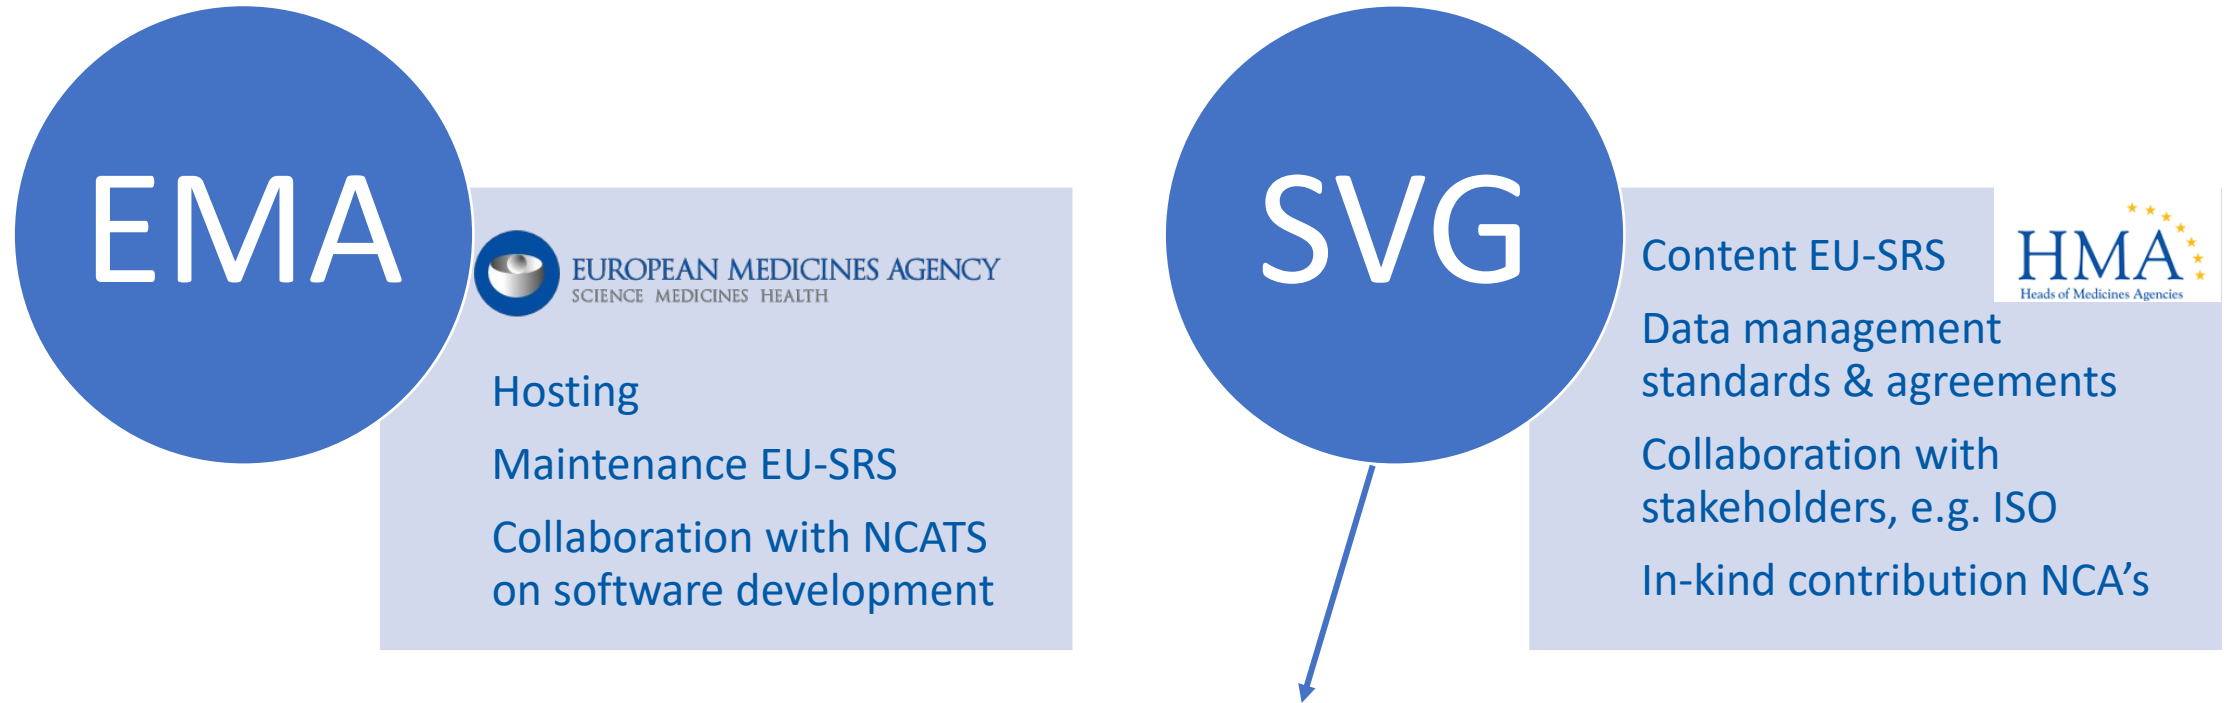 EMA
EUROPEAN MEDICINES AGENCY
SCIENCE MEDICINES HEALTH
Hosting
Maintenance EU-SRS
Collaboration with NCATS
on software development
SVG
HMA
Heads of Medicines Agencies
Content EU-SRS
Data management
standards & agreements
Collaboration with
stakeholders, e.g. ISO
In-kind contribution NCA’s